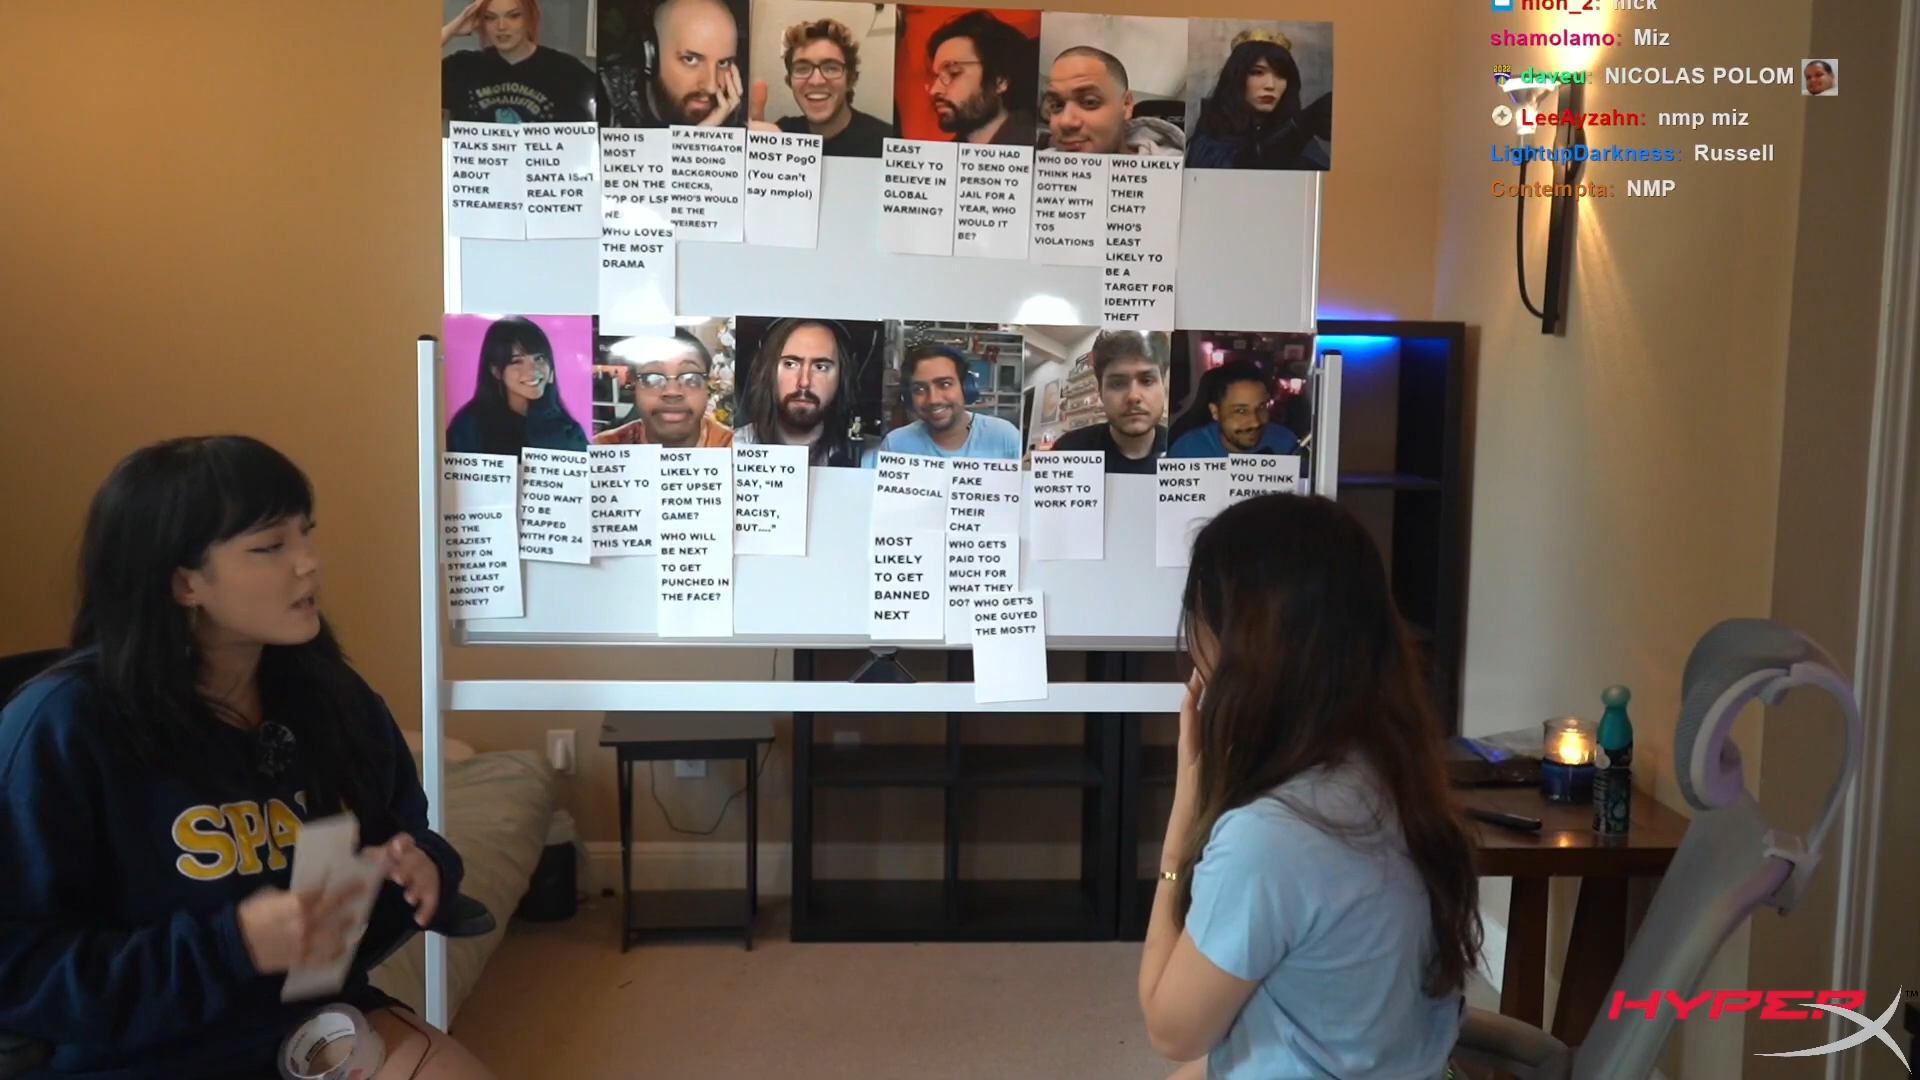 nion_2: nick
shamolamo: Miz
daveu: NICOLAS POLOM
LeeAyzahn: nmp miz
LightupDarkness: Russell
Contempta: NMP
EMOTIONALLY
EXHAUSTED
WHO LIKELY
TALKS SHIT
THE MOST
ABOUT
OTHER
STREAMERS?
WHO WOULD
TELL A
CHILD
SANTA ISN'T
REAL FOR
CONTENT
WHO IS
MOST
LIKELY TO
BE ON THE
TOP OF LSF
NE
WHO LOVES
THE MOST
DRAMA
IF A PRIVATE
INVESTIGATOR
WAS DOING
BACKGROUND
CHECKS,
WHO'S WOULD
BE THE
WEIREST?
WHO IS THE
MOST PogO
(You can't
say nmplol)
LEAST
LIKELY TO
BELIEVE IN
GLOBAL
WARMING?
IF YOU HAD
TO SEND ONE
PERSON TO
JAIL FOR A
YEAR, WHO
WOULD IT
BE?
WHO DO YOU
THINK HAS
GOTTEN
AWAY WITH
THE MOST
TOS
VIOLATIONS
WHO LIKELY
HATES
THEIR
CHAT?
WHO'S
LEAST
LIKELY TO
BE A
TARGET FOR
IDENTITY
THEFT
WHOS THE
CRINGIEST?
WHO WOULD
DO THE
CRAZIEST
STUFF ON
STREAM FOR
THE LEAST
AMOUNT OF
MONEY?
WHO WOULD
BE THE LAST
PERSON
YOUD WANT
TO BE
TRAPPED
WITH FOR 24
HOURS
WHO IS
LEAST
LIKELY TO
DO A
CHARITY
STREAM
THIS YEAR
MOST
LIKELY TO
GET UPSET
FROM THIS
GAME?
WHO WILL
BE NEXT
TO GET
PUNCHED IN
THE FACE?
MOST
LIKELY TO
SAY, "IM
NOT
RACIST,
BUT...."
WHO IS THE
MOST
PARASOCIAL
MOST
LIKELY
TO GET
BANNED
NEXT
WHO TELLS
FAKE
STORIES TO
THEIR
CHAT
WHO GETS
PAID TOO
MUCH FOR
WHAT THEY
DO?
WHO GET'S
ONE GUYED
THE MOST?
WHO WOULD
BE THE
WORST TO
WORK FOR?
WHO IS THE
WORST
DANCER
WHO DO
YOU THINK
FARMS
SPA
HYPERX™